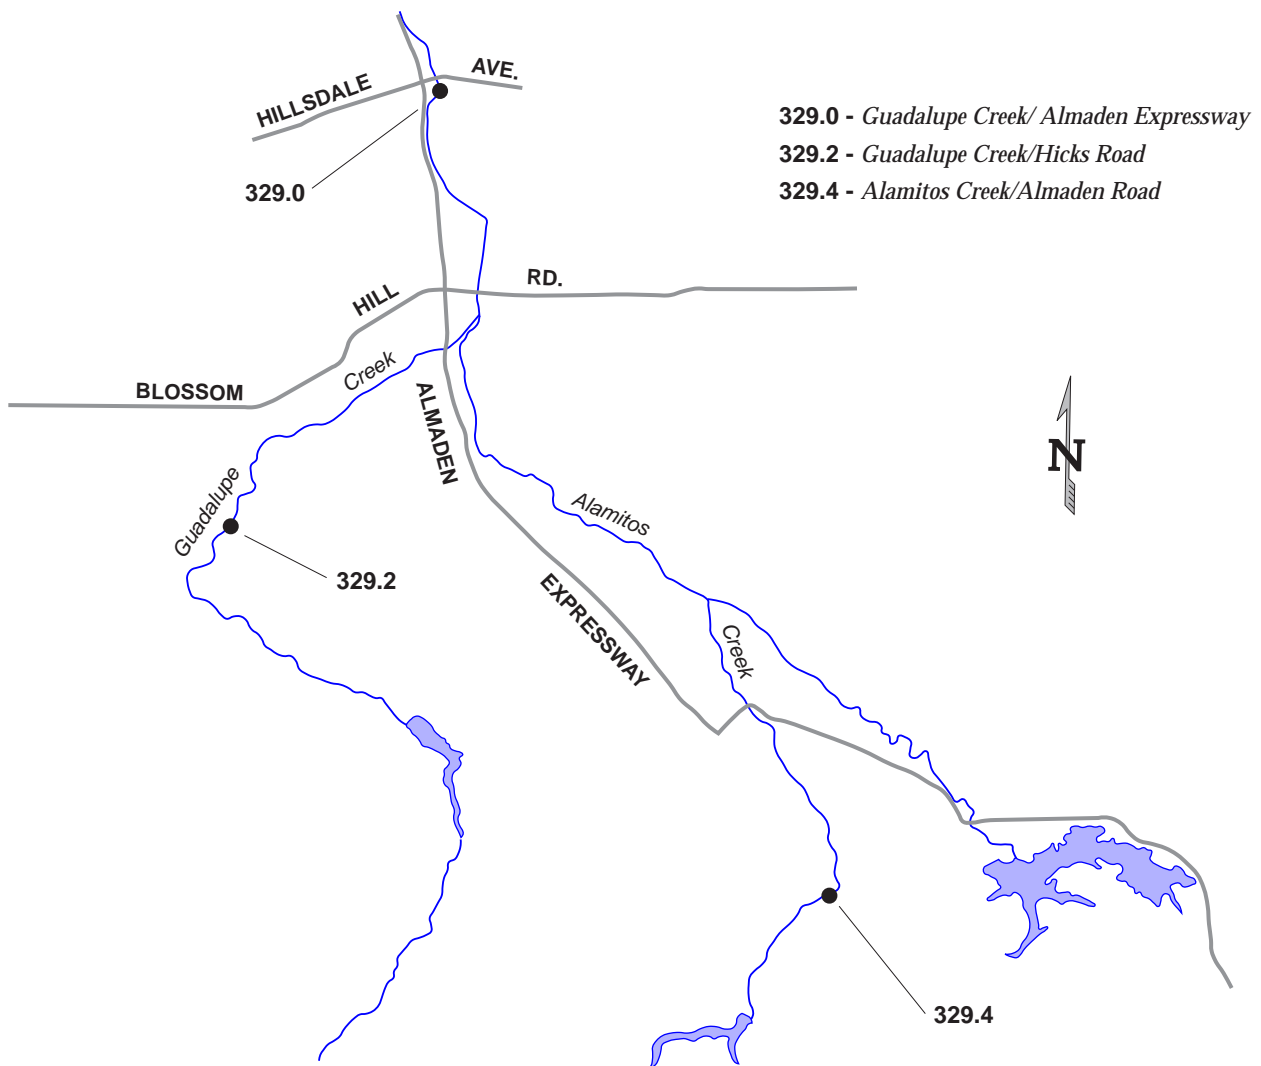 AVE.
HILLSDALE
329.0 - Guadalupe Creek/ Almaden Expressway
329.2 - Guadalupe Creek/Hicks Road
329.4 - Alamitos Creek/Almaden Road
329.0
RD.
HILL
Creek
BLOSSOM
ALMADEN
N
Guadalupe
Alamitos
329.2
EXPRESSWAY
Creek
329.4